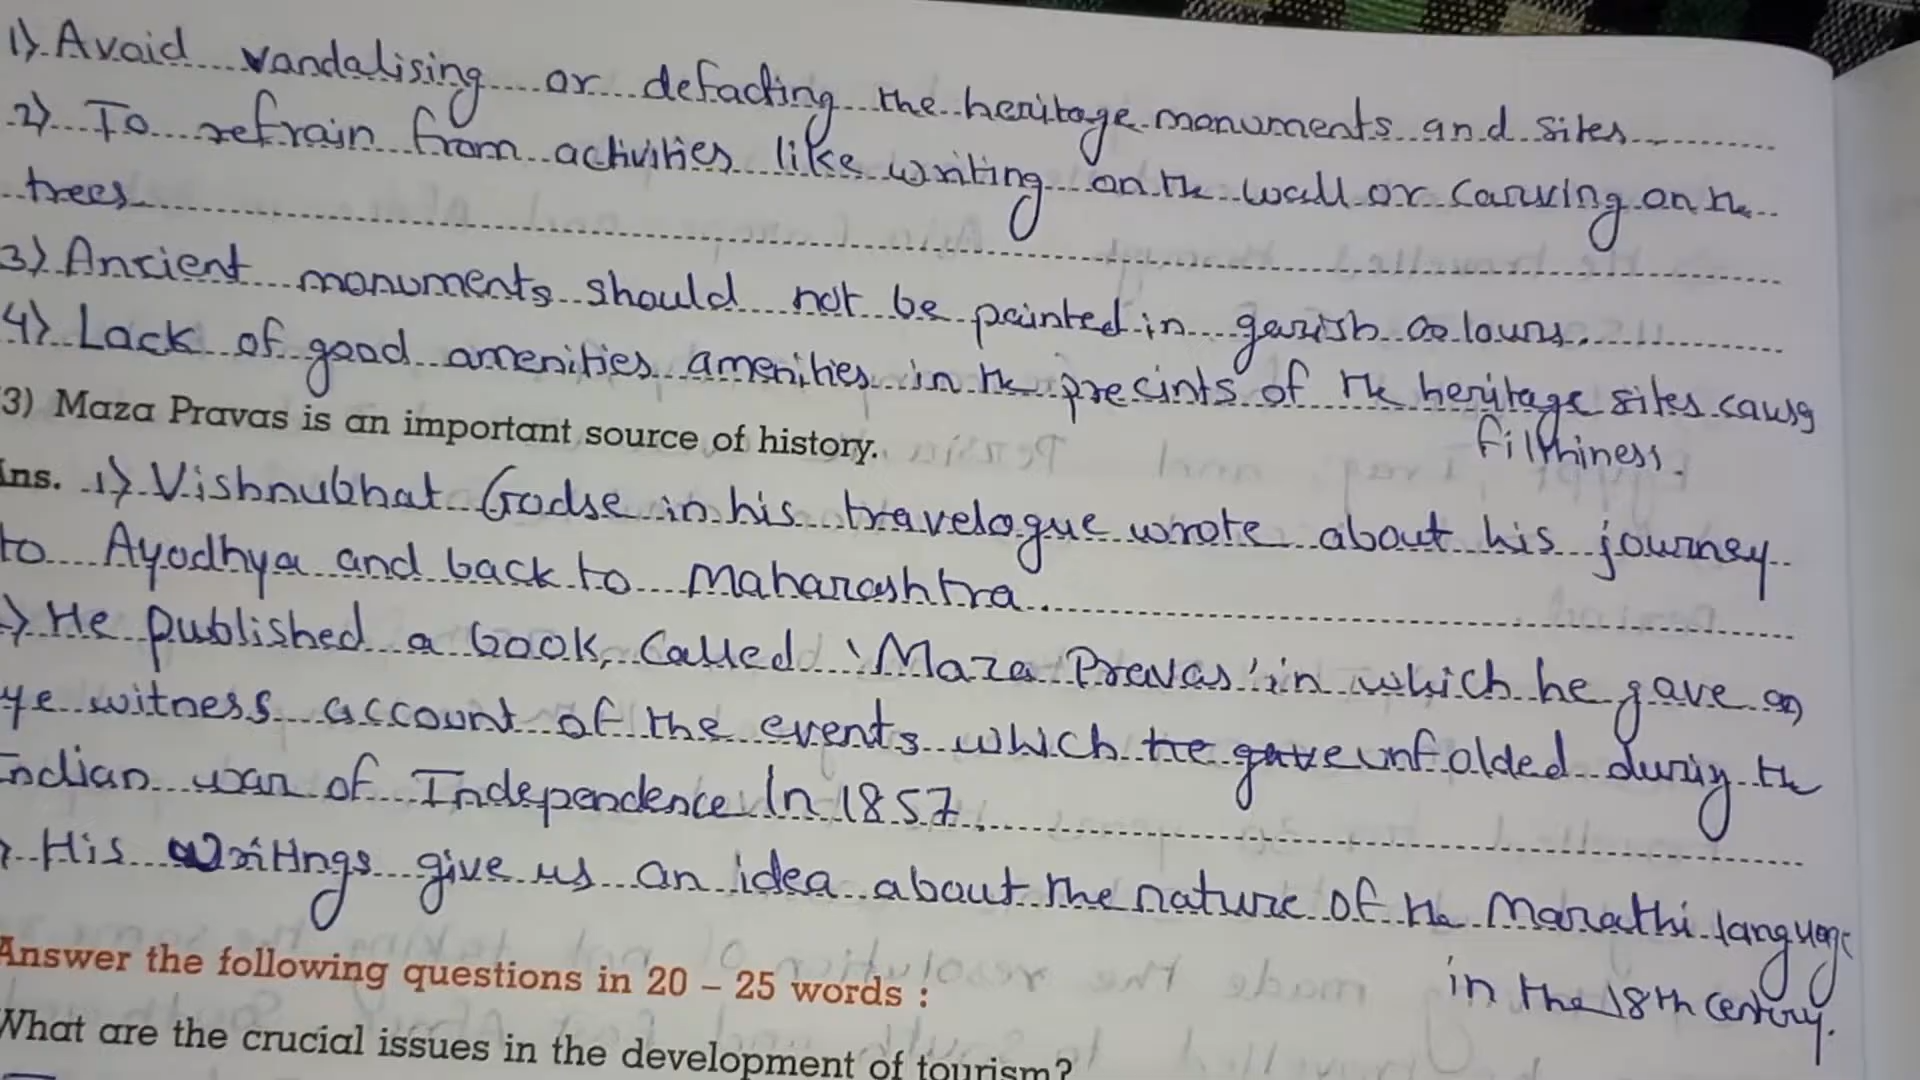 1) Avoid vandalising or defacting the heritage monuments and sites
2) To refrain from activities like writing on the wall or carving on the
trees
3) Ancient monuments should not be painted in garish colours.
4) Lack of good amenities amenities in the precints of the heritage sites causg
filthiness.
3) Maza Pravas is an important source of history.
Ans. 1) Vishnubhat Godse in his travelogue wrote about his journey
to Ayodhya and back to Maharashtra.
) He published a book, called 'Maza Pravas' in which he gave an
ye witness account of the events which he gave unfolded during the
Indian war of Independence In 1857.
His writings give us an idea about the nature of the Marathi language
in the 18th century.
Answer the following questions in 20 – 25 words :
What are the crucial issues in the development of tourism?